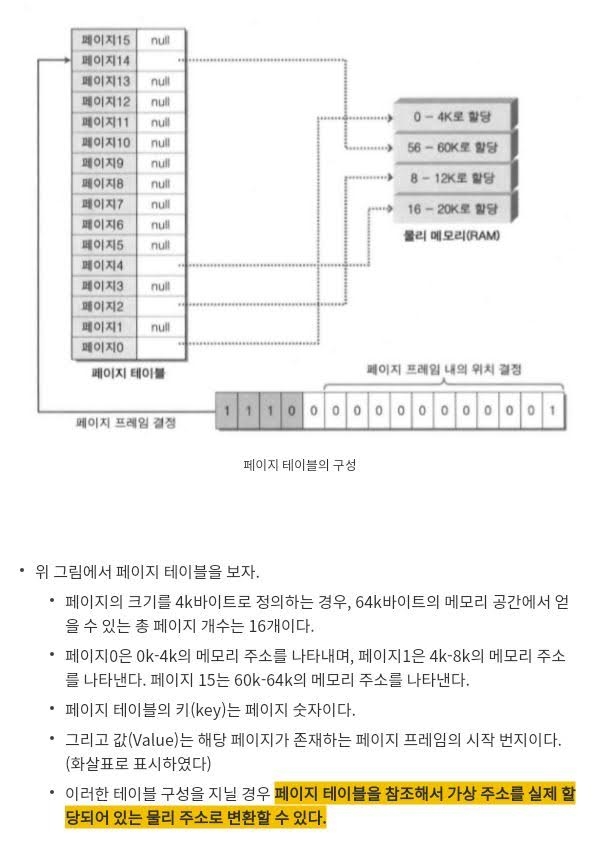 페이지15 null
페이지14
페이지13 null
페이지12 null
페이지11 null
페이지10 null
페이지9 null
페이지8 null
페이지7 null
페이지6 null
페이지5 null
페이지4
페이지3 null
페이지2
페이지1 null
페이지0
페이지 테이블
0 – 4K로 할당
56 – 60K로 할당
8 – 12K로 할당
16 – 20K로 할당
물리 메모리(RAM)
페이지 프레임 내의 위치 결정
1 1 1 0 0 0 0 0 0 0 0 0 0 0 0 1
페이지 프레임 결정
페이지 테이블의 구성
• 위 그림에서 페이지 테이블을 보자.
• 페이지의 크기를 4k바이트로 정의하는 경우, 64k바이트의 메모리 공간에서 얻
을 수 있는 총 페이지 개수는 16개이다.
• 페이지0은 0k-4k의 메모리 주소를 나타내며, 페이지1은 4k-8k의 메모리 주소
를 나타낸다. 페이지 15는 60k-64k의 메모리 주소를 나타낸다.
• 페이지 테이블의 키(key)는 페이지 숫자이다.
• 그리고 값(Value)는 해당 페이지가 존재하는 페이지 프레임의 시작 번지이다.
(화살표로 표시하였다)
• 이러한 테이블 구성을 지닐 경우 페이지 테이블을 참조해서 가상 주소를 실제 할
당되어 있는 물리 주소로 변환할 수 있다.